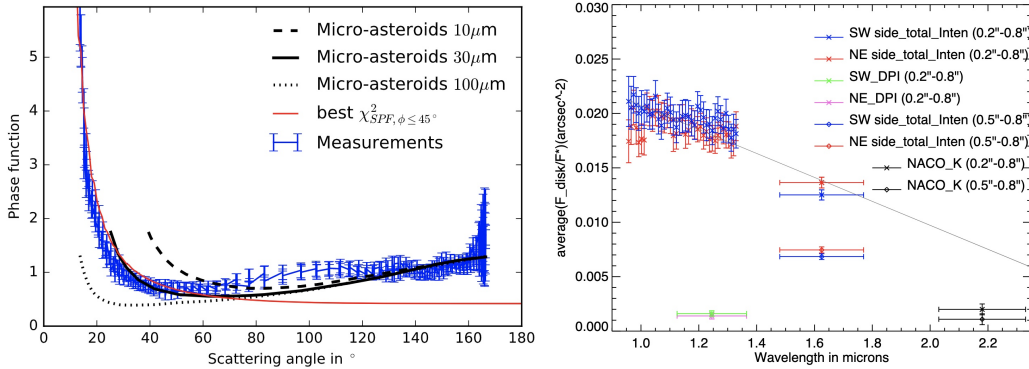 5
4
3
2
1
0
0
20
40
60
80
100
120
140
160
180
Phase function
Scattering angle in °
Micro-asteroids 10μm
Micro-asteroids 30μm
Micro-asteroids 100μm
best χ²SPF, φ≤45°
Measurements
0.030
0.025
0.020
0.015
0.010
0.005
0.000
1.0
1.2
1.4
1.6
1.8
2.0
2.2
average(F_disk/F*)(arcsec^-2)
Wavelength in microns
SW side_total_Inten (0.2"-0.8")
NE side_total_Inten (0.2"-0.8")
SW_DPI (0.2"-0.8")
NE_DPI (0.2"-0.8")
SW side_total_Inten (0.5"-0.8")
NE side_total_Inten (0.5"-0.8")
NACO_K (0.2"-0.8")
NACO_K (0.5"-0.8")